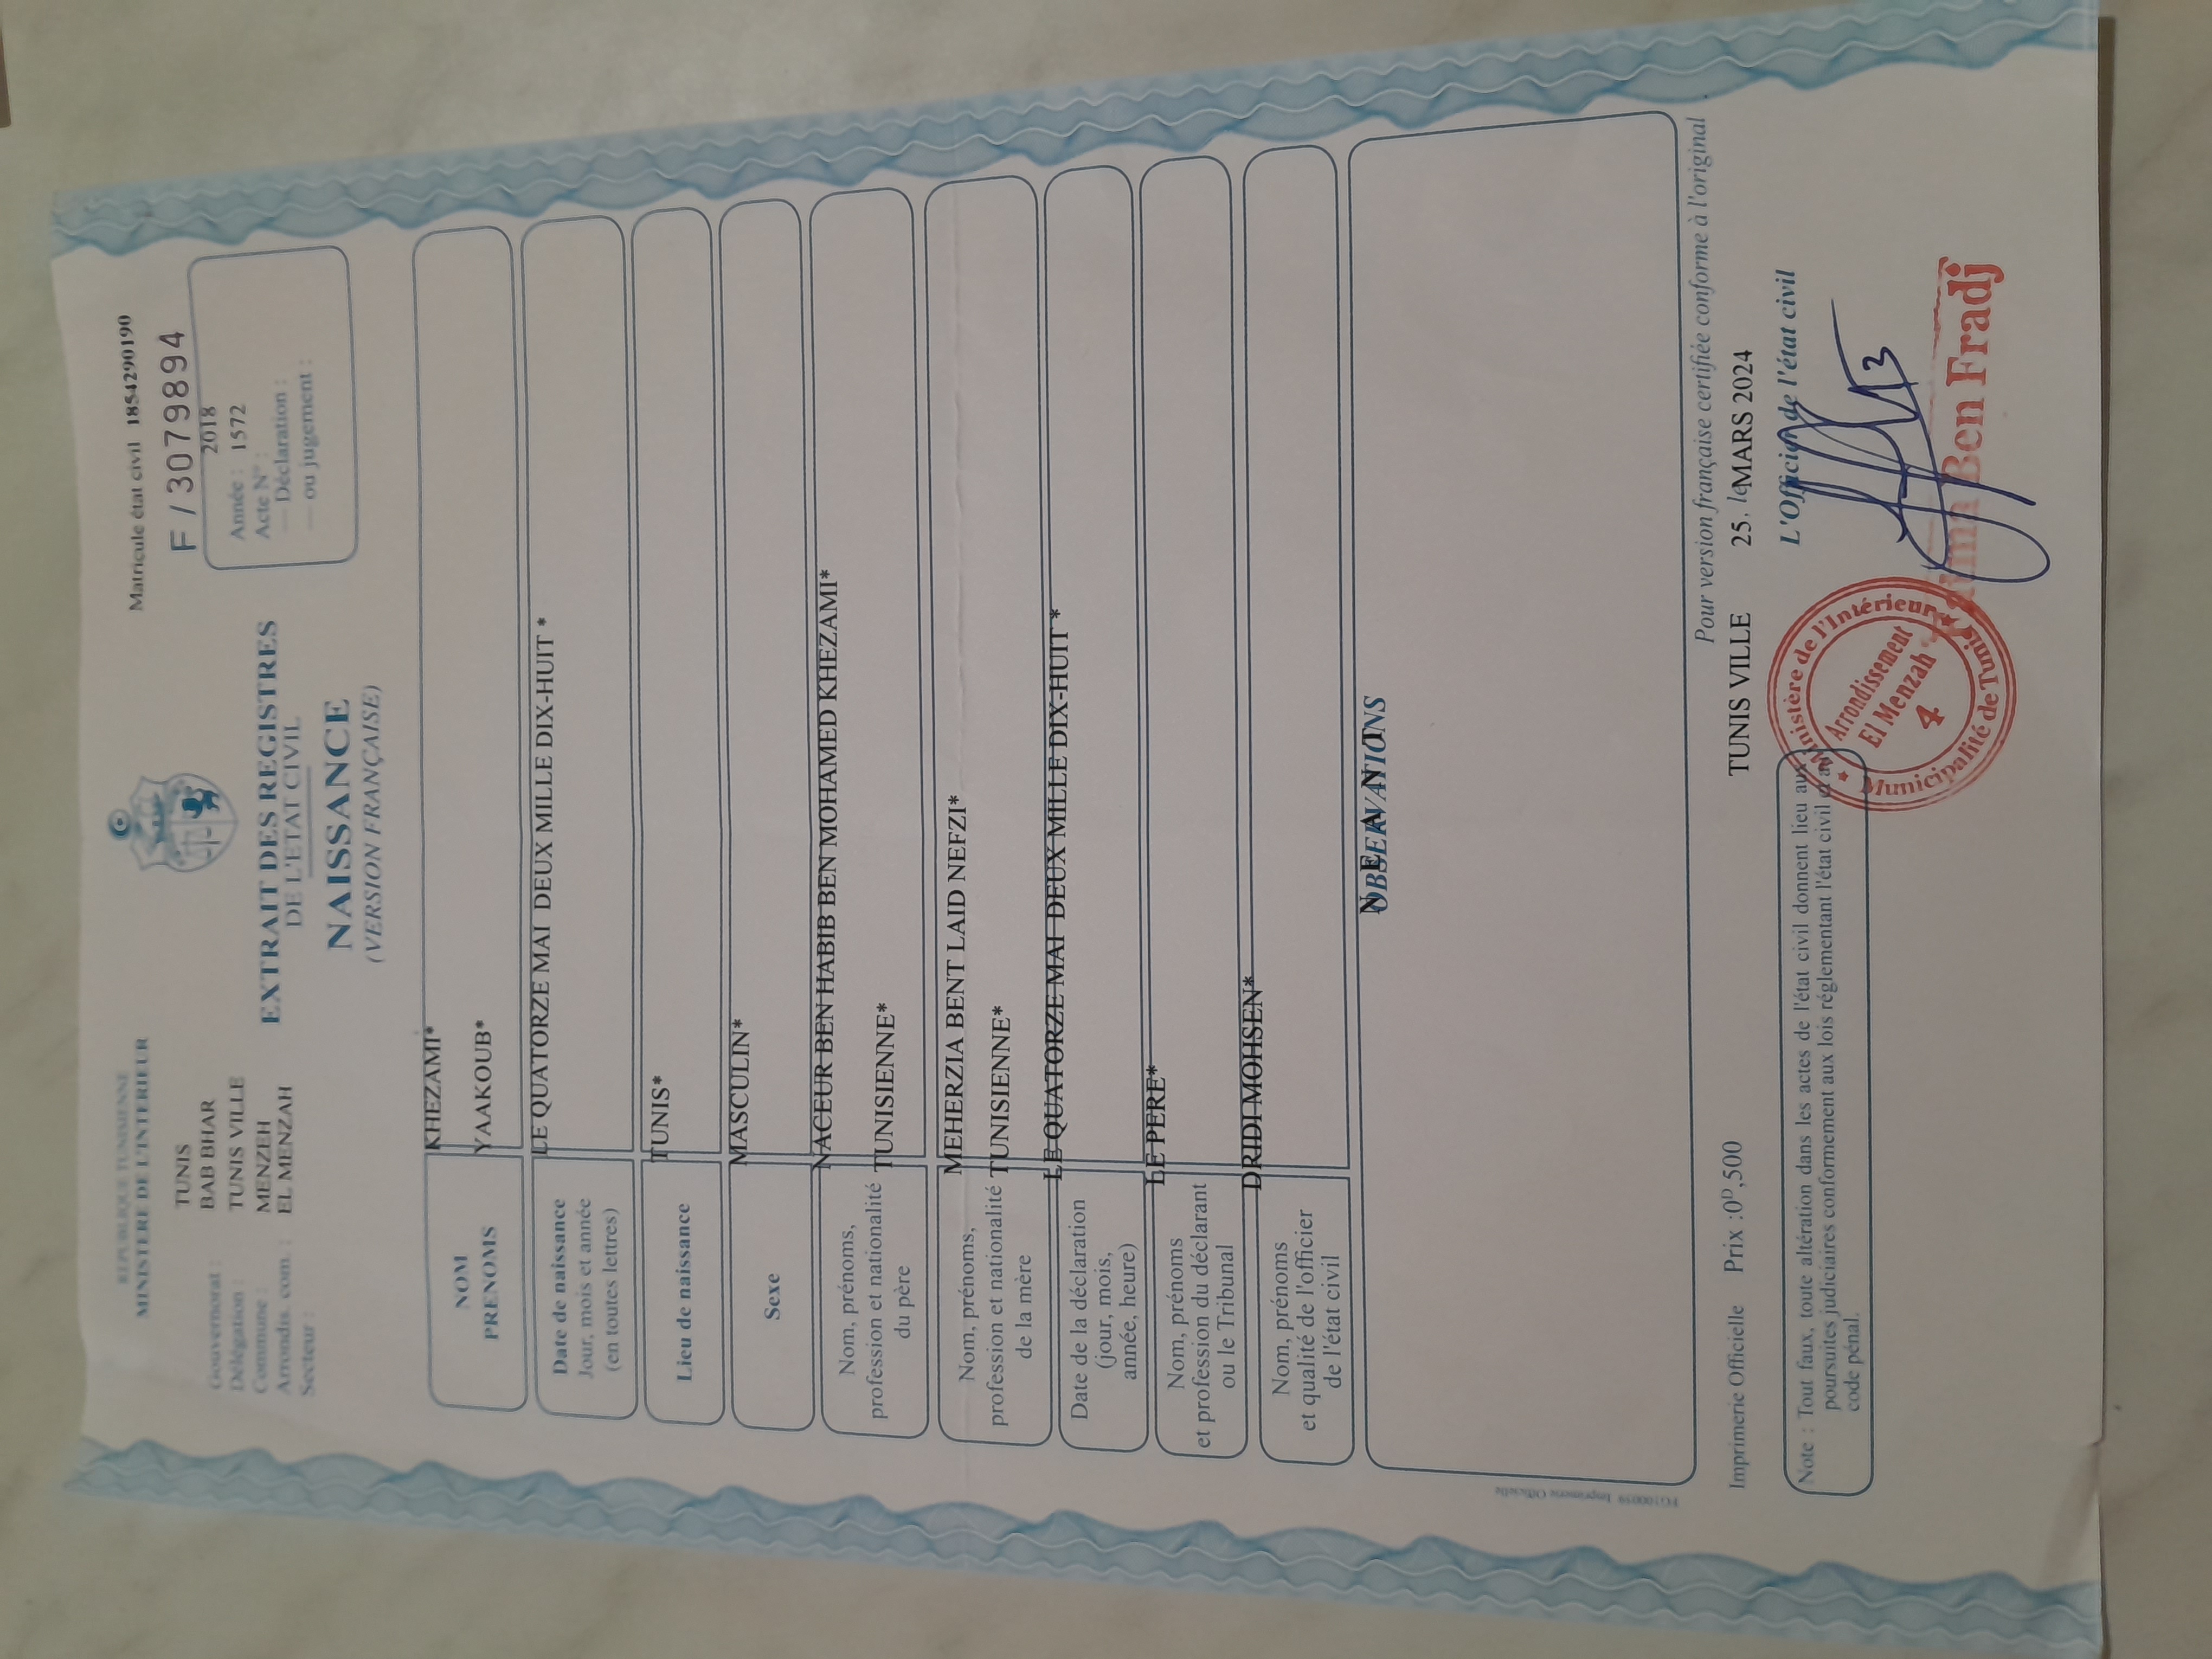 REPUBLIQUE TUNISIENNE
MINISTERE DE L'INTERIEUR
Gouvernorat : TUNIS
Délégation : BAB BHAR
Commune : TUNIS VILLE
Arrondis. com. : MENZEH
Secteur : EL MENZAH
Matricule état civil 1854290190
F / 3079894
2018
Année : 1572
Acte N° :
— Déclaration :
— ou jugement :
EXTRAIT DES REGISTRES
DE L'ETAT CIVIL
NAISSANCE
(VERSION FRANÇAISE)
NOM
PRENOMS
KHEZAMI*
YAAKOUB*
Date de naissance
Jour, mois et année
(en toutes lettres)
LE QUATORZE MAI DEUX MILLE DIX-HUIT *
Lieu de naissance
TUNIS*
Sexe
MASCULIN*
Nom, prénoms,
profession et nationalité
du père
NACEUR BEN HABIB BEN MOHAMED KHEZAMI*
TUNISIENNE*
Nom, prénoms,
profession et nationalité
de la mère
MEHERZIA BENT LAID NEFZI*
TUNISIENNE*
Date de la déclaration
(jour, mois,
année, heure)
LE QUATORZE MAI DEUX MILLE DIX-HUIT *
Nom, prénoms
et profession du déclarant
ou le Tribunal
LE PERE*
Nom, prénoms
et qualité de l'officier
de l'état civil
DRIDI MOHSEN*
OBSERVATIONS
N E A N T
FG100059 Imprimerie Officielle
Pour version française certifiée conforme à l'original
Imprimerie Officielle Prix :0ᴰ,500
TUNIS VILLE 25. le MARS 2024
L'Officier de l'état civil
Note : Tout faux, toute altération dans les actes de l'état civil donnent lieu aux
poursuites judiciaires conformement aux lois réglementant l'état civil et au
code pénal.
Ministère de l'Intérieur
Arrondissement
El Menzah
4
Municipalité de Tunis
Ben Fradj